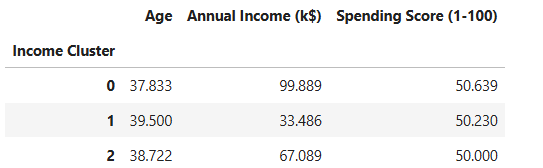 Age Annual Income (k$) Spending Score (1-100)
Income Cluster
0 37.833 99.889 50.639
1 39.500 33.486 50.230
2 38.722 67.089 50.000